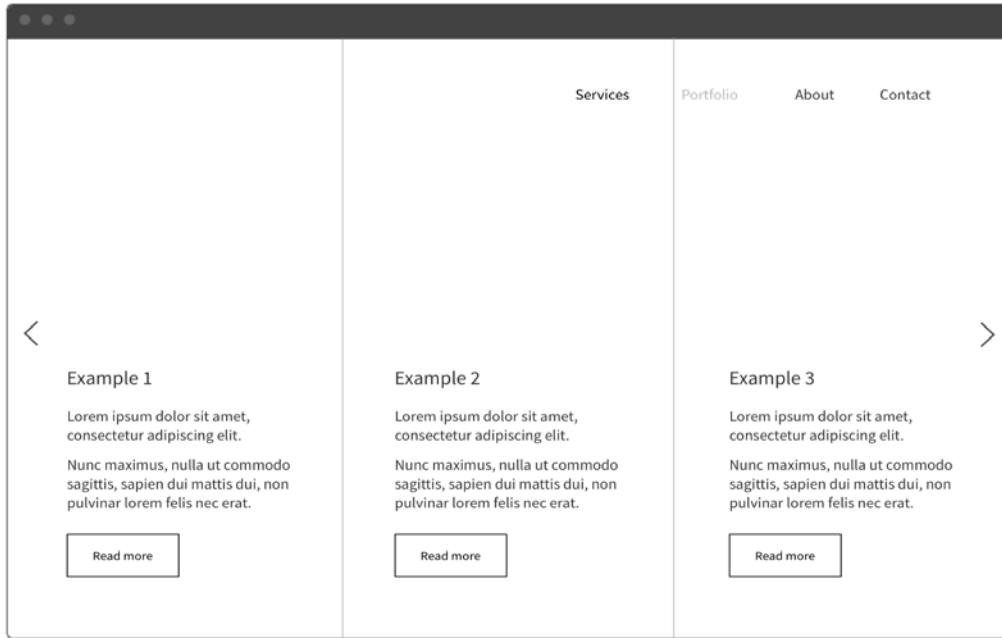 Services
Portfolio
About
Contact
Example 1
Lorem ipsum dolor sit amet,
consectetur adipiscing elit.
Nunc maximus, nulla ut commodo
sagittis, sapien dui mattis dui, non
pulvinar lorem felis nec erat.
Read more
Example 2
Lorem ipsum dolor sit amet,
consectetur adipiscing elit.
Nunc maximus, nulla ut commodo
sagittis, sapien dui mattis dui, non
pulvinar lorem felis nec erat.
Read more
Example 3
Lorem ipsum dolor sit amet,
consectetur adipiscing elit.
Nunc maximus, nulla ut commodo
sagittis, sapien dui mattis dui, non
pulvinar lorem felis nec erat.
Read more